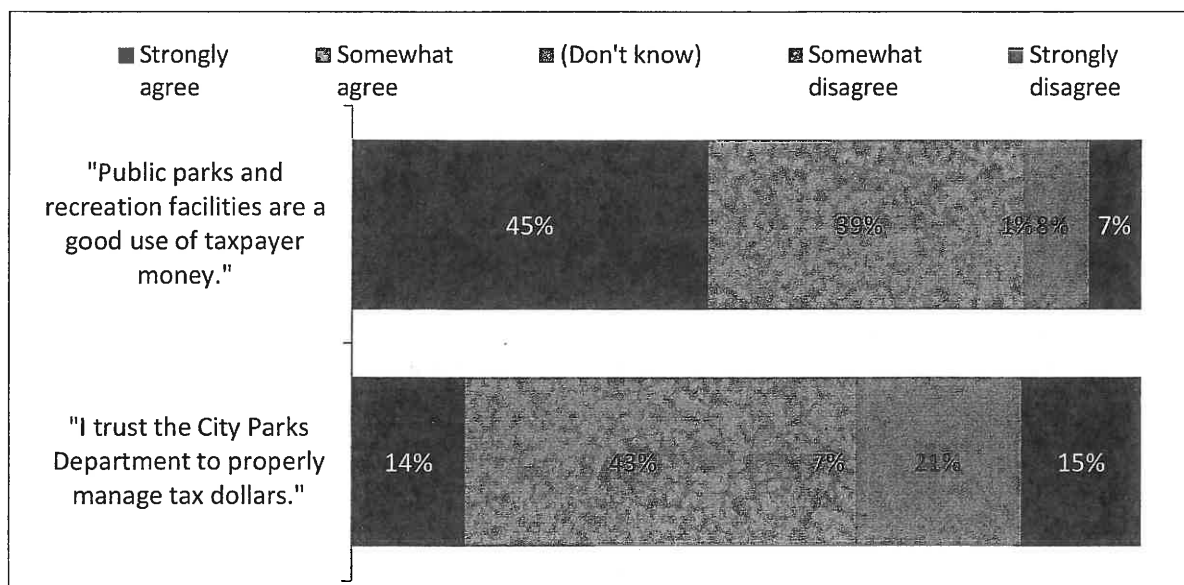 Strongly agree
Somewhat agree
(Don't know)
Somewhat disagree
Strongly disagree
"Public parks and
recreation facilities are a
good use of taxpayer
money."
45%
39%
1%
8%
7%
"I trust the City Parks
Department to properly
manage tax dollars."
14%
43%
7%
21%
15%